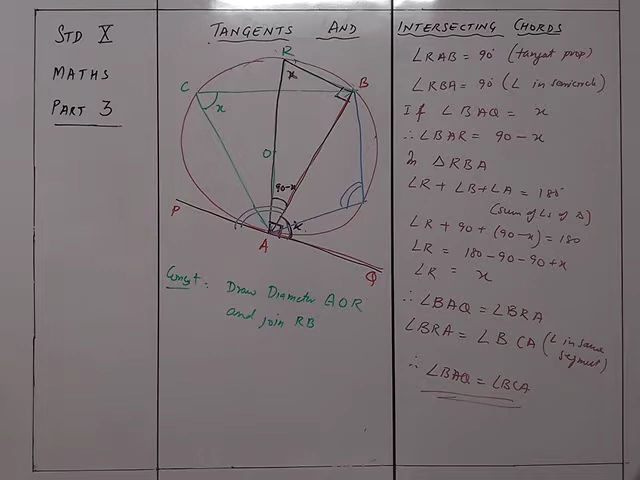 STD X
MATHS
PART 3
TANGENTS AND INTERSECTING CHORDS
R
x
C
B
x
O
90-x
P
x
A
Q
Const. Draw Diameter AOR
and join RB
∠RAB = 90° (tangent prop)
∠RBA = 90° (∠ in semicircle)
If ∠BAQ = x
∴ ∠BAR = 90-x
In △RBA
∠R + ∠B + ∠A = 180°
(sum of ∠s of △)
∠R + 90 + (90-x) = 180
∠R = 180-90-90+x
∠R = x
∴ ∠BAQ = ∠BRA
∠BRA = ∠BCA (∠ in same
segment)
∴ ∠BAQ = ∠BCA